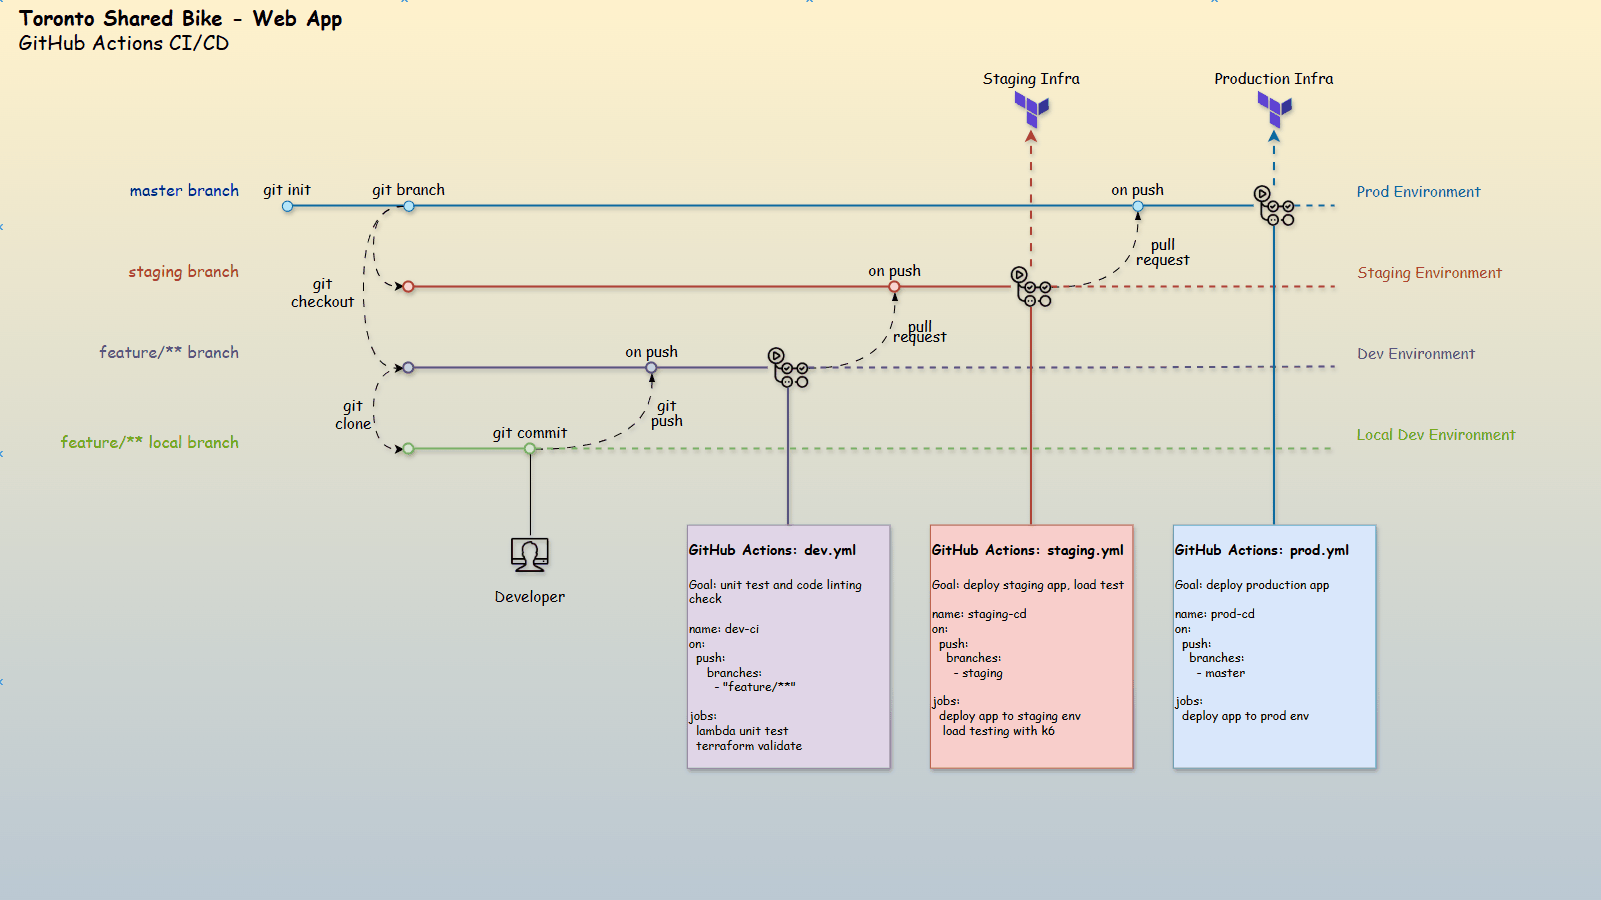 Toronto Shared Bike - Web App
GitHub Actions CI/CD
Staging Infra
Production Infra
master branch
git init
git branch
on push
Prod Environment
pull
request
staging branch
on push
Staging Environment
git
checkout
pull
request
feature/** branch
on push
Dev Environment
git
clone
git
push
feature/** local branch
git commit
Local Dev Environment
Developer
GitHub Actions: dev.yml
Goal: unit test and code linting
check
name: dev-ci
on:
push:
branches:
- "feature/**"
jobs:
lambda unit test
terraform validate
GitHub Actions: staging.yml
Goal: deploy staging app, load test
name: staging-cd
on:
push:
branches:
- staging
jobs:
deploy app to staging env
load testing with k6
GitHub Actions: prod.yml
Goal: deploy production app
name: prod-cd
on:
push:
branches:
- master
jobs:
deploy app to prod env